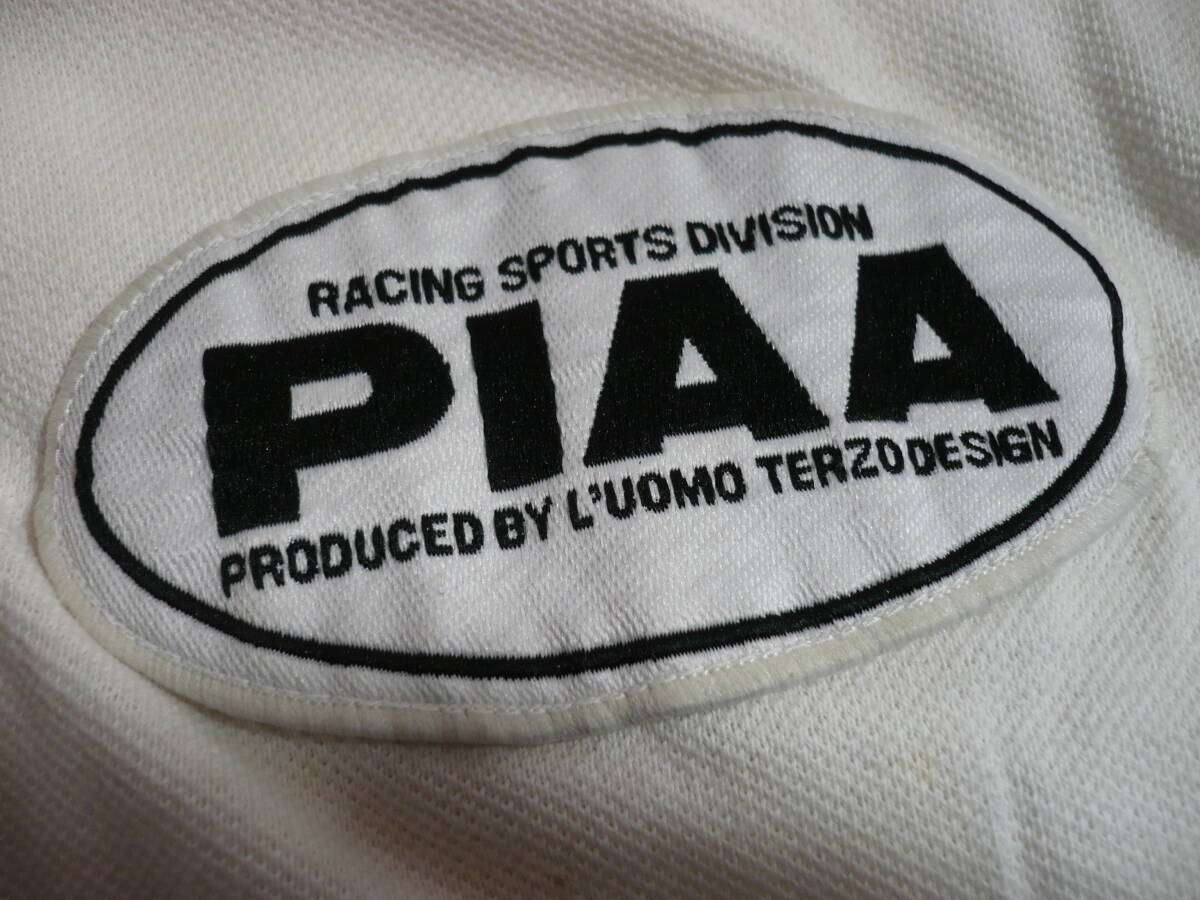 RACING SPORTS DIVISION
PIAA
PRODUCED BY L'UOMO TERZO DESIGN